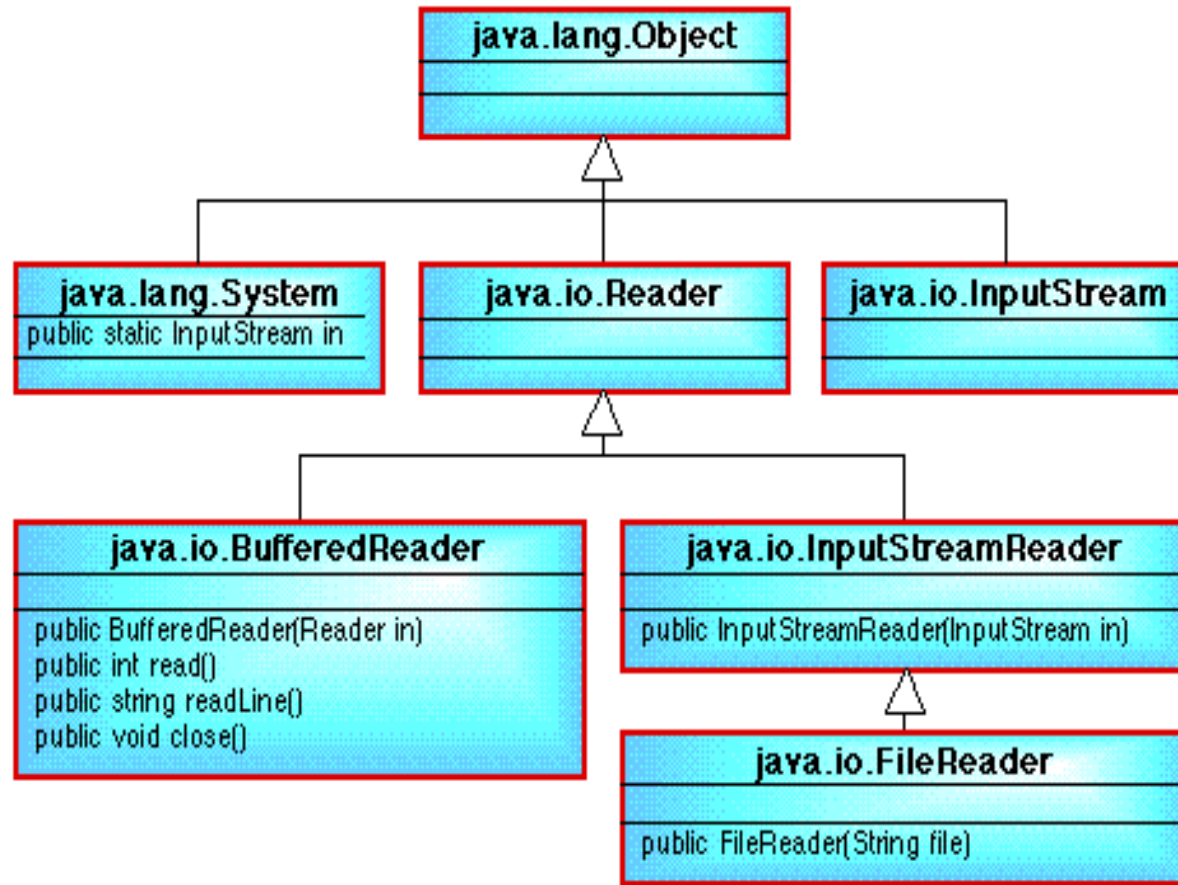 java.lang.Object
java.lang.System
public static InputStream in
java.io.Reader
java.io.InputStream
java.io.BufferedReader
public BufferedReader(Reader in)
public int read()
public string readLine()
public void close()
java.io.InputStreamReader
public InputStreamReader(InputStream in)
java.io.FileReader
public FileReader(String file)